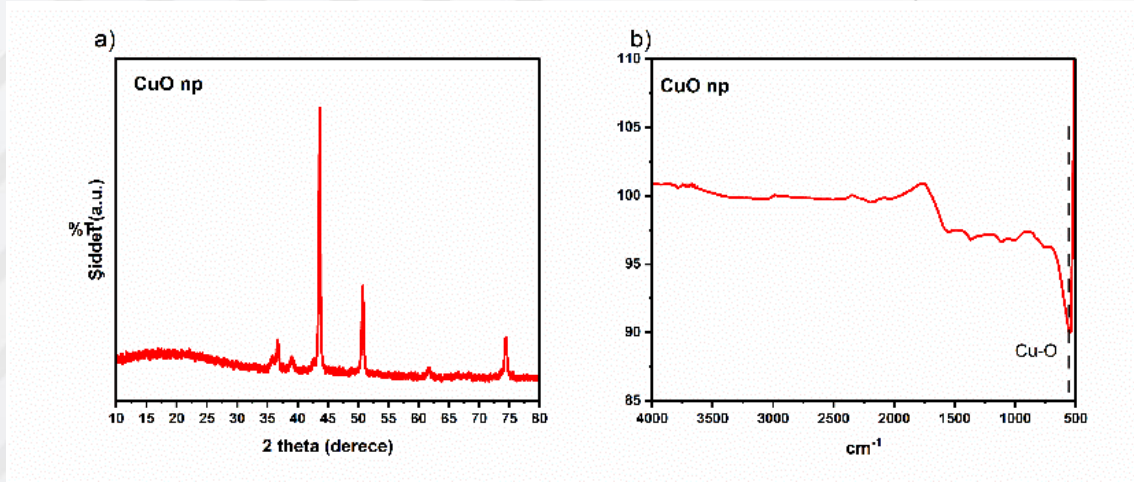 a)
CuO np
Şiddet (a.u.)
10 15 20 25 30 35 40 45 50 55 60 65 70 75 80
2 theta (derece)
b)
CuO np
%T
110
105
100
95
90
85
Cu-O
4000 3500 3000 2500 2000 1500 1000 500
cm⁻¹